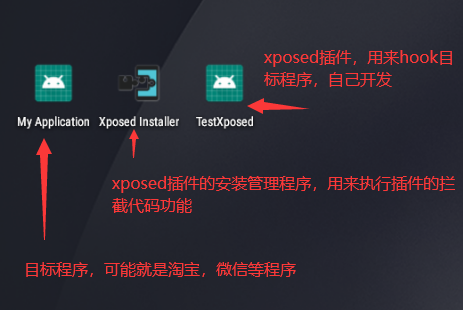 xposed插件，用来hook目
标程序，自己开发
My Application
Xposed Installer
TestXposed
xposed插件的安装管理程序，用来执行插件的拦
截代码功能
目标程序，可能就是淘宝，微信等程序